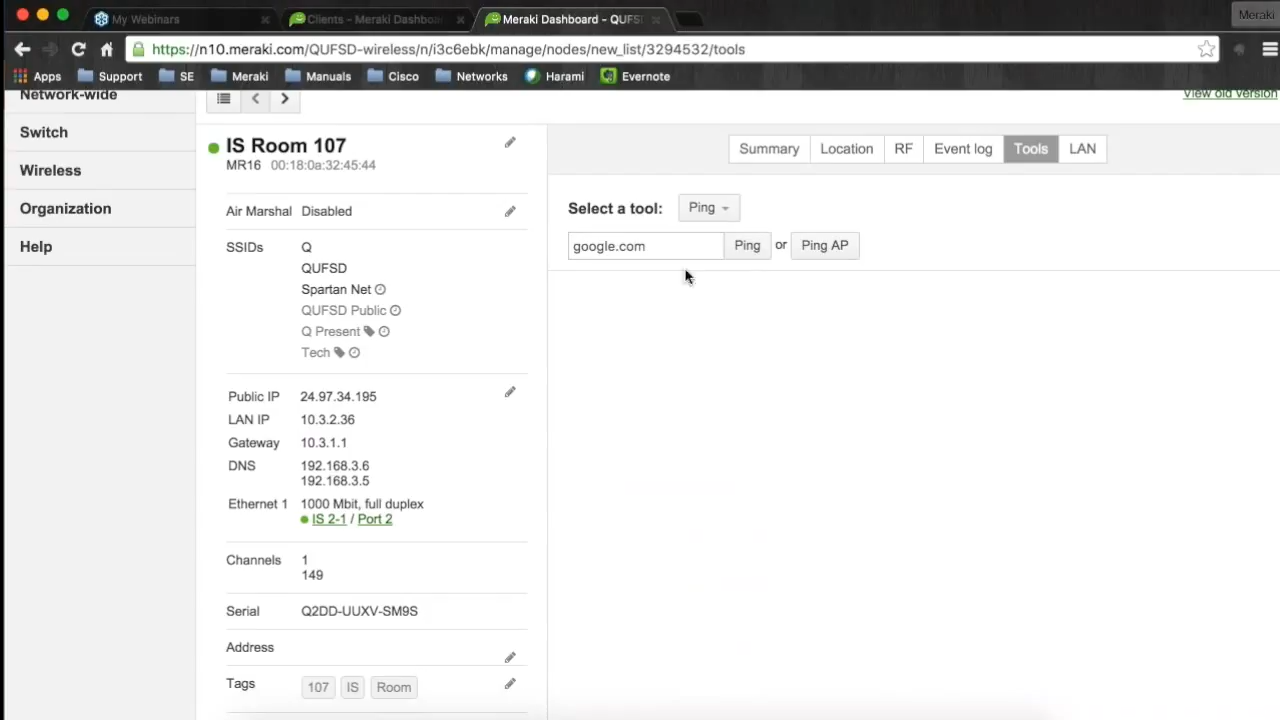 My Webinars
Clients – Meraki Dashboa
Meraki Dashboard - QUFSI
Meraki
https://n10.meraki.com/QUFSD-wireless/n/i3c6ebk/manage/nodes/new_list/3294532/tools
Apps Support SE Meraki Manuals Cisco Networks Harami Evernote
Network-wide
Switch
Wireless
Organization
Help
View old version
IS Room 107
MR16 00:18:0a:32:45:44
Air Marshal Disabled
SSIDs Q
QUFSD
Spartan Net
QUFSD Public
Q Present
Tech
Public IP 24.97.34.195
LAN IP 10.3.2.36
Gateway 10.3.1.1
DNS 192.168.3.6
192.168.3.5
Ethernet 1 1000 Mbit, full duplex
IS 2-1 / Port 2
Channels 1
149
Serial Q2DD-UUXV-SM9S
Address
Tags 107 IS Room
Summary Location RF Event log Tools LAN
Select a tool: Ping
google.com Ping or Ping AP